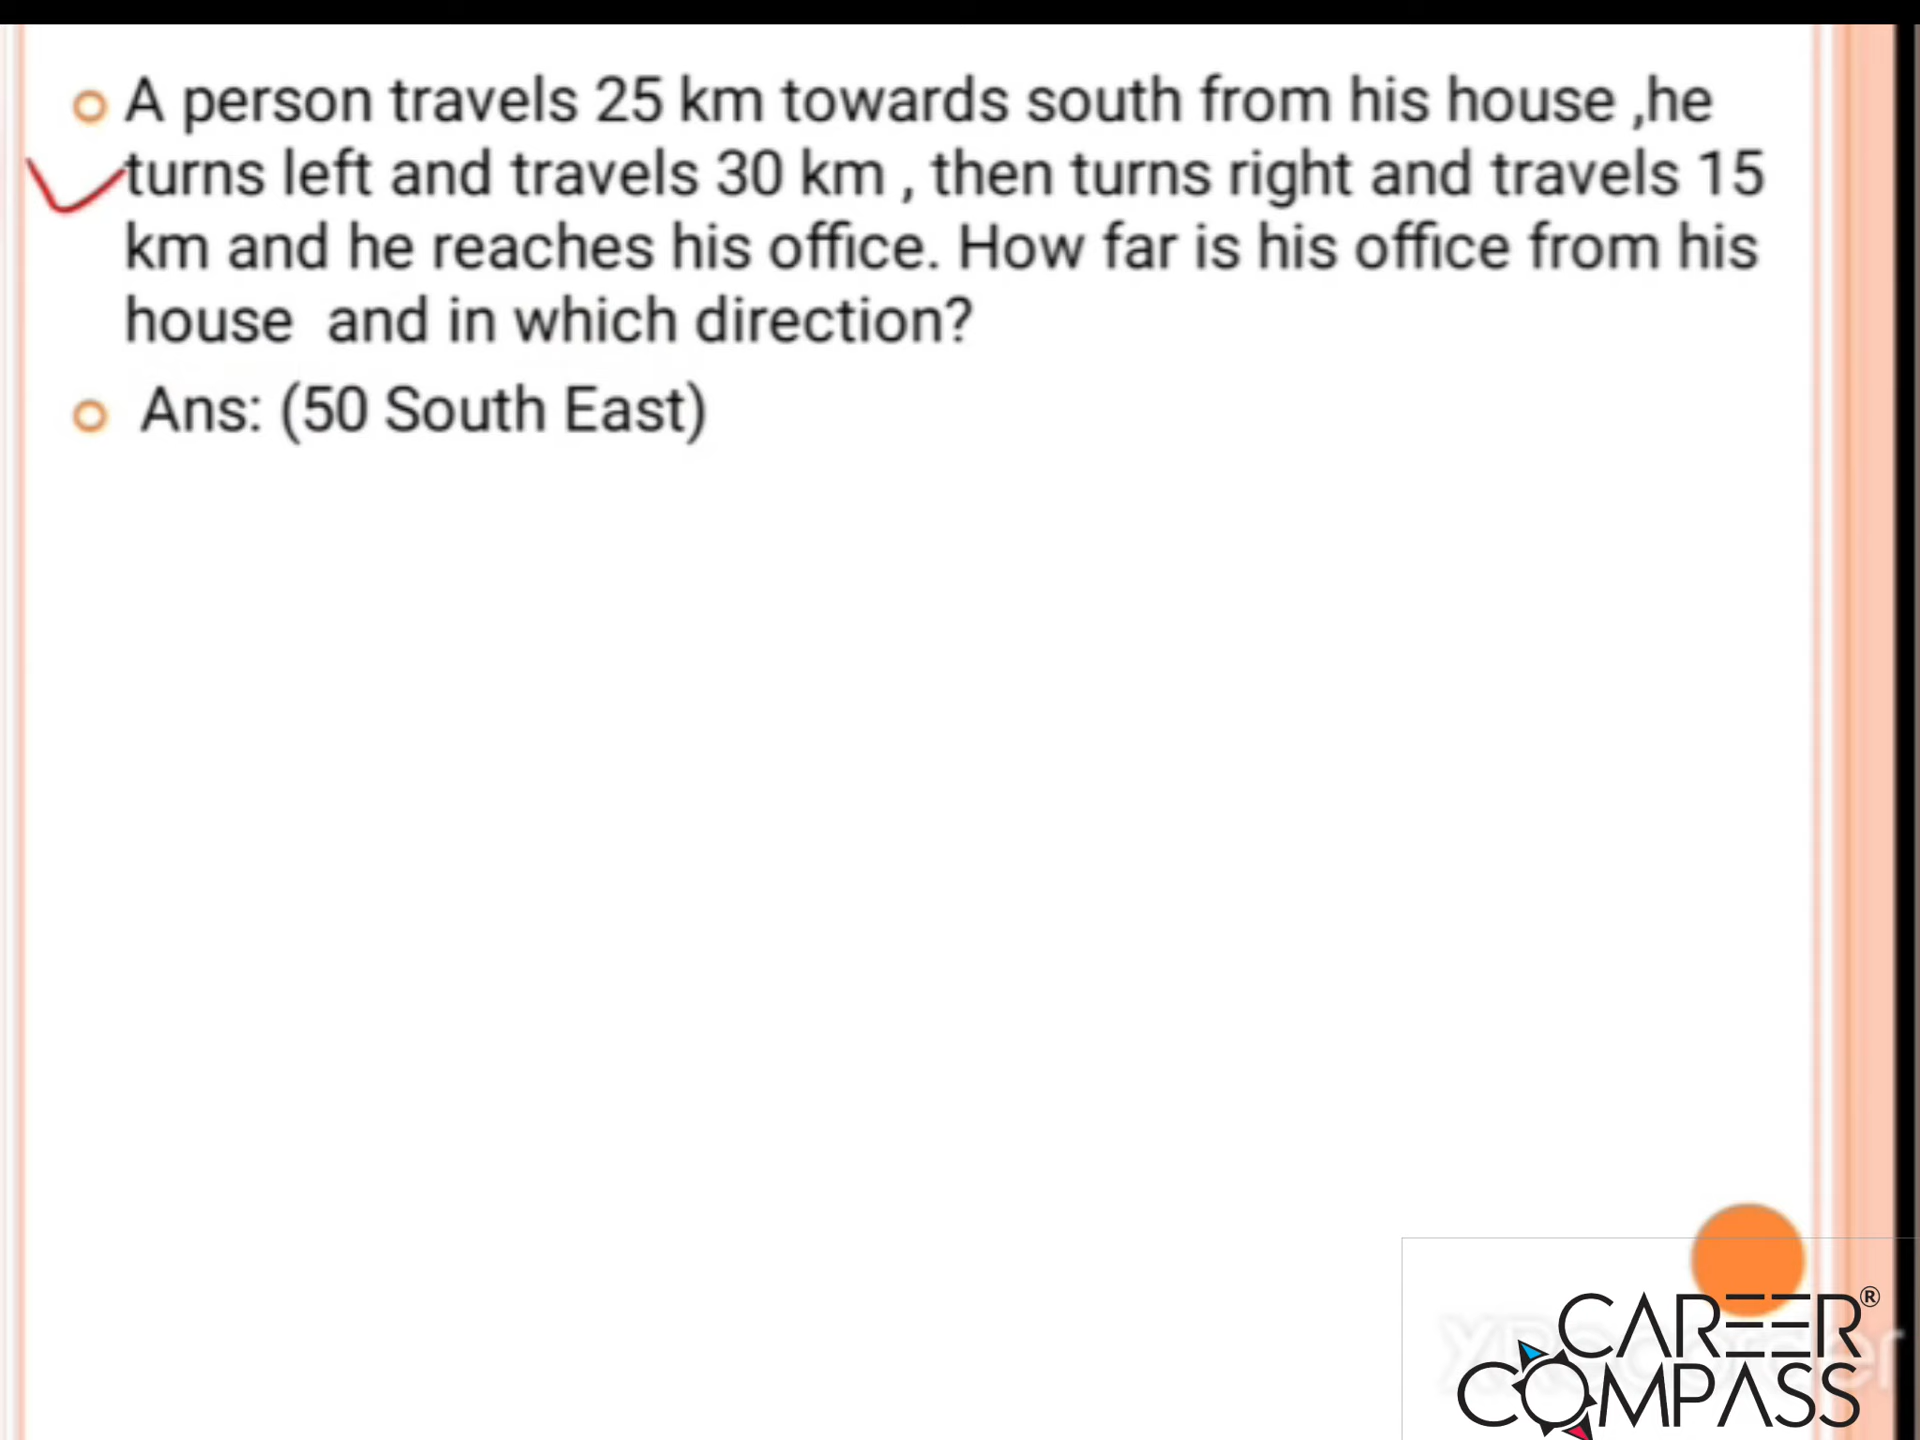 A person travels 25 km towards south from his house ,he
turns left and travels 30 km , then turns right and travels 15
km and he reaches his office. How far is his office from his
house  and in which direction?
Ans: (50 South East)
CAREER®
COMPASS